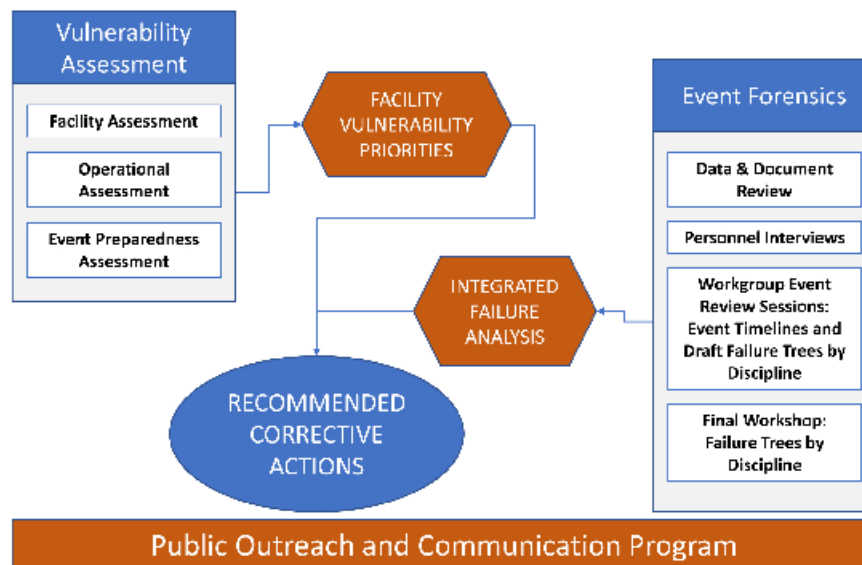 Vulnerability
Assessment
Facility Assessment
Operational
Assessment
Event Preparedness
Assessment
FACILITY
VULNERABILITY
PRIORITIES
INTEGRATED
FAILURE
ANALYSIS
RECOMMENDED
CORRECTIVE
ACTIONS
Event Forensics
Data & Document
Review
Personnel Interviews
Workgroup Event
Review Sessions:
Event Timelines and
Draft Failure Trees by
Discipline
Final Workshop:
Failure Trees by
Discipline
Public Outreach and Communication Program